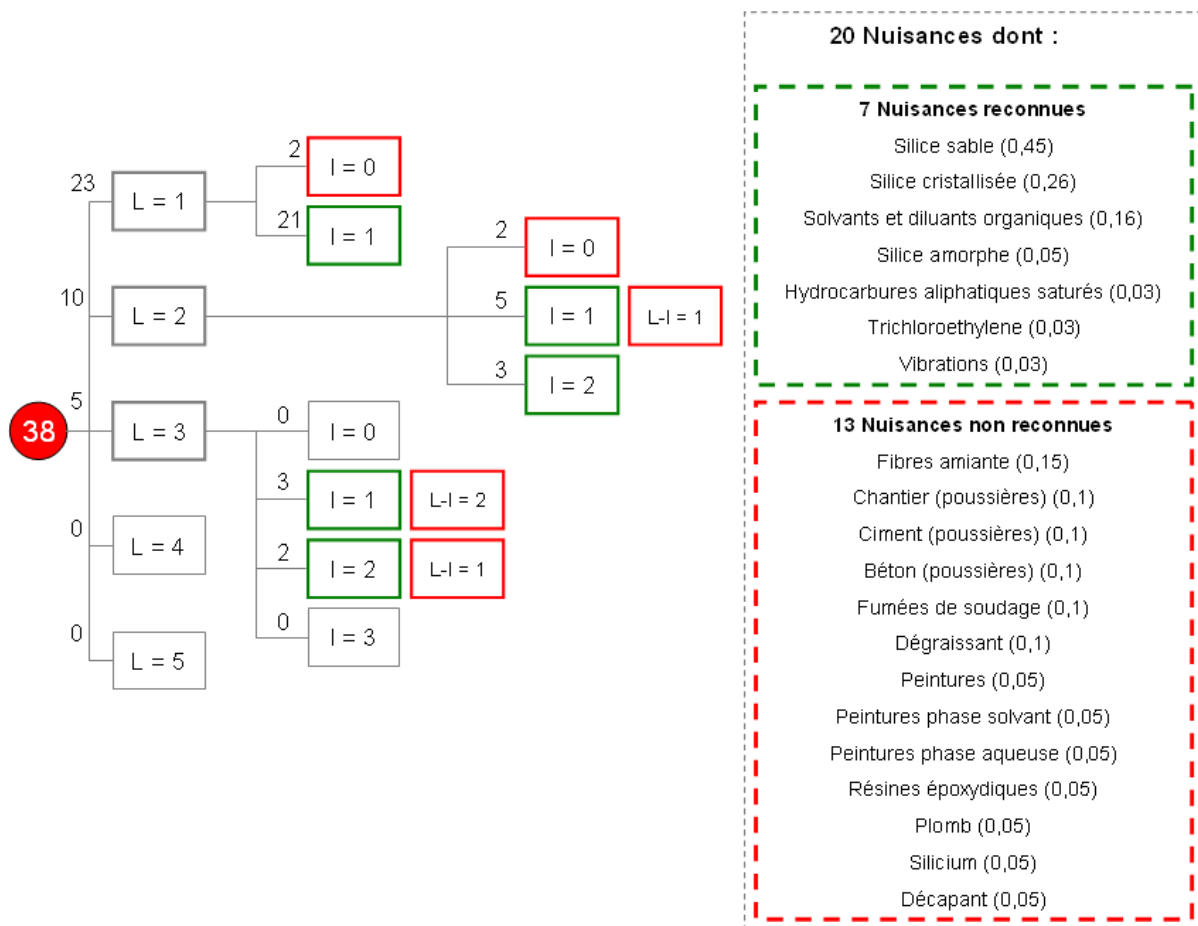 20 Nuisances dont :
7 Nuisances reconnues
Silice sable (0,45)
Silice cristallisée (0,26)
Solvants et diluants organiques (0,16)
Silice amorphe (0,05)
Hydrocarbures aliphatiques saturés (0,03)
Trichloroethylene (0,03)
Vibrations (0,03)
13 Nuisances non reconnues
Fibres amiante (0,15)
Chantier (poussières) (0,1)
Ciment (poussières) (0,1)
Béton (poussières) (0,1)
Fumées de soudage (0,1)
Dégraissant (0,1)
Peintures (0,05)
Peintures phase solvant (0,05)
Peintures phase aqueuse (0,05)
Résines époxydiques (0,05)
Plomb (0,05)
Silicium (0,05)
Décapant (0,05)
38
23
L = 1
2
I = 0
21
I = 1
10
L = 2
2
I = 0
5
I = 1
L-I = 1
3
I = 2
5
L = 3
0
I = 0
3
I = 1
L-I = 2
2
I = 2
L-I = 1
0
I = 3
0
L = 4
0
L = 5